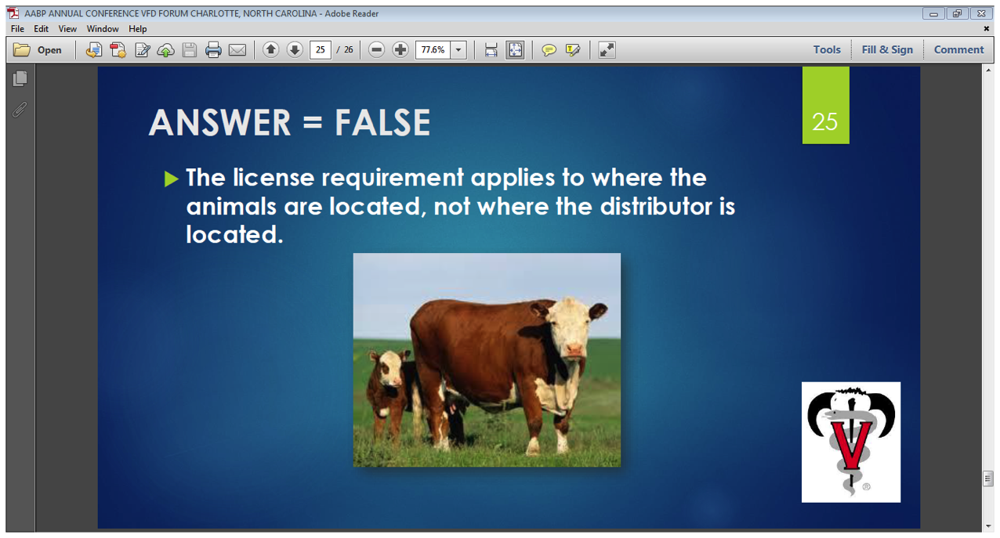 AABP ANNUAL CONFERENCE VFD FORUM CHARLOTTE, NORTH CAROLINA - Adobe Reader
File Edit View Window Help
Open 25 / 26 77.6% Tools Fill & Sign Comment
ANSWER = FALSE
25
The license requirement applies to where the
animals are located, not where the distributor is
located.
V
®